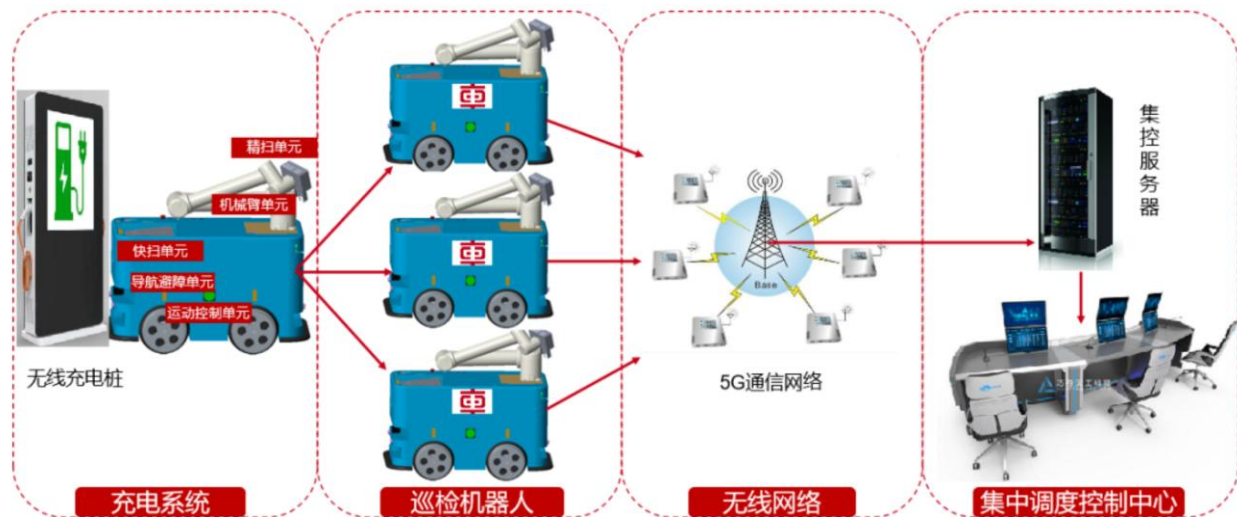 精扫单元
机械臂单元
快扫单元
导航避障单元
运动控制单元
无线充电桩
充电系统
巡检机器人
Base
5G通信网络
无线网络
集控服务器
集中调度控制中心